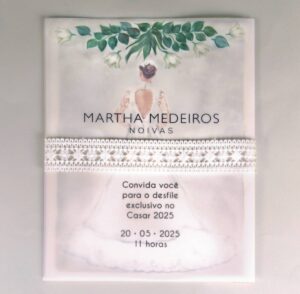 MARTHA MEDEIROS
NOIVAS
Convida você
para o desfile
exclusivo no
Casar 2025
20 • 05 • 2025
11 horas